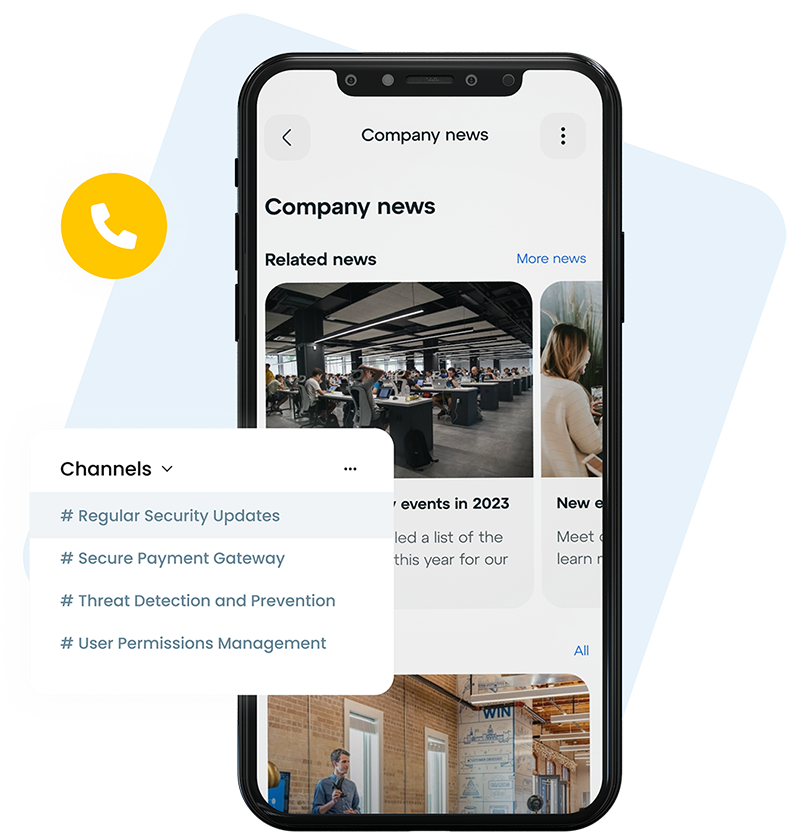 Company news
Company news
Related news
More news
events in 2023
New e
led a list of the
this year for our
Meet
learn
Channels
# Regular Security Updates
# Secure Payment Gateway
# Threat Detection and Prevention
# User Permissions Management
All
WIN